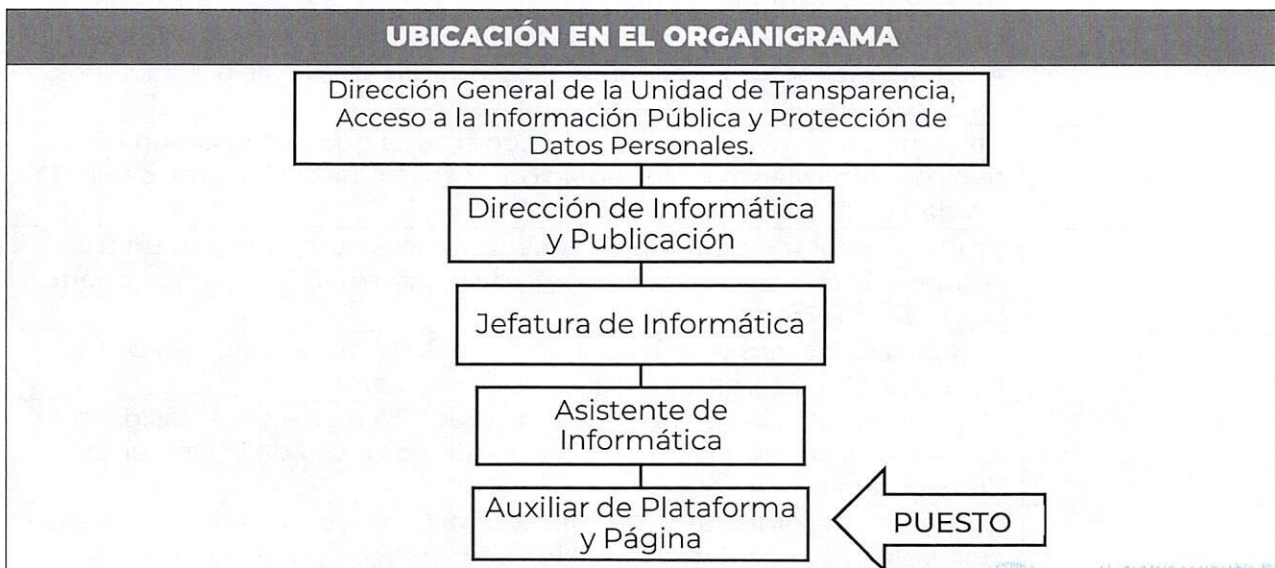 UBICACIÓN EN EL ORGANIGRAMA
Dirección General de la Unidad de Transparencia,
Acceso a la Información Pública y Protección de
Datos Personales.
Dirección de Informática
y Publicación
Jefatura de Informática
Asistente de
Informática
Auxiliar de Plataforma
y Página
PUESTO